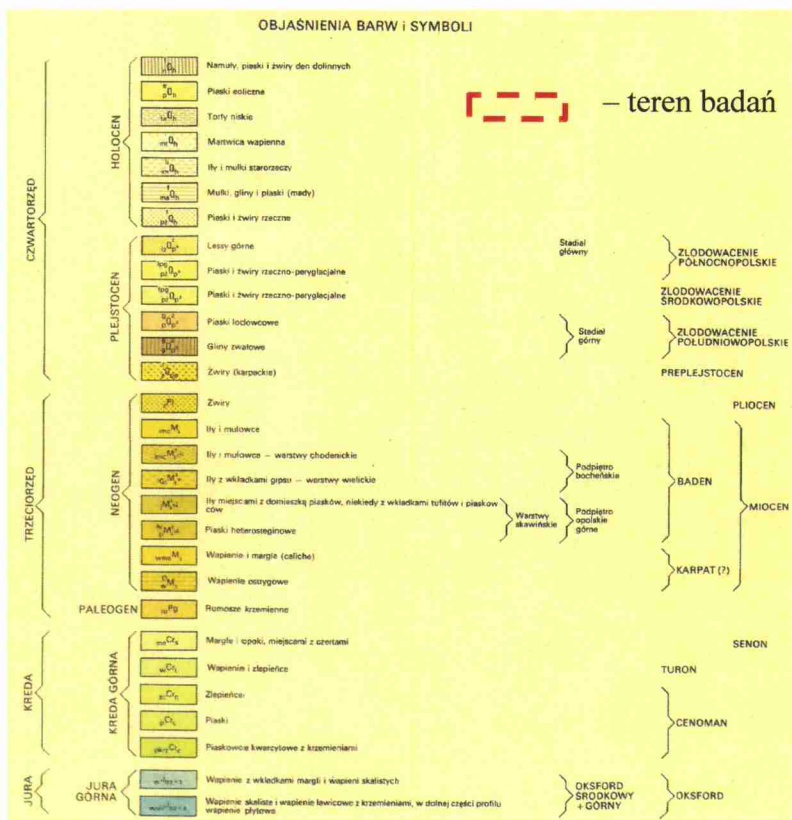 OBJAŚNIENIA BARW i SYMBOLI
– teren badań
CZWARTORZĘD
HOLOCEN
Namuły, piaski i żwiry den dolinnych
Piaski eoliczne
Torfy niskie
Martwica wapienna
Iły i mułki starorzeczy
Mułki, gliny i piaski (mady)
Piaski i żwiry rzeczne
PLEJSTOCEN
Lessy górne
Stadiał główny
ZLODOWACENIE PÓŁNOCNOPOLSKIE
Piaski i żwiry rzeczno-peryglacjalne
Piaski i żwiry rzeczno-peryglacjalne
ZLODOWACENIE ŚRODKOWOPOLSKIE
Piaski lodowcowe
Gliny zwałowe
Stadiał górny
ZLODOWACENIE POŁUDNIOWOPOLSKIE
Żwiry (karpackie)
PREPLEJSTOCEN
TRZECIORZĘD
NEOGEN
Żwiry
PLIOCEN
Iły i mułowce
Iły i mułowce – warstwy chodenickie
Iły z wkładkami gipsu – warstwy wielickie
Podpiętro bocheńskie
Iły miejscami z domieszką piasków, niekiedy z wkładkami tufitów i piaskow
ców
Piaski heterosteginowe
Warstwy skawińskie
Podpiętro opolskie górne
BADEN
MIOCEN
Wapienie i margle (caliche)
Wapienie ostrygowe
KARPAT (?)
PALEOGEN
Rumosze krzemienne
KREDA
KREDA GÓRNA
Margle i opoki, miejscami z czertami
SENON
Wapienie i zlepieńce
TURON
Zlepieńce
Piaski
Piaskowce kwarcytowe z krzemieniami
CENOMAN
JURA
JURA GÓRNA
Wapienie z wkładkami margli i wapieni skalistych
Wapienie skaliste i wapienie ławicowe z krzemieniami, w dolnej części profilu
wapienie płytowe
OKSFORD ŚRODKOWY + GÓRNY
OKSFORD